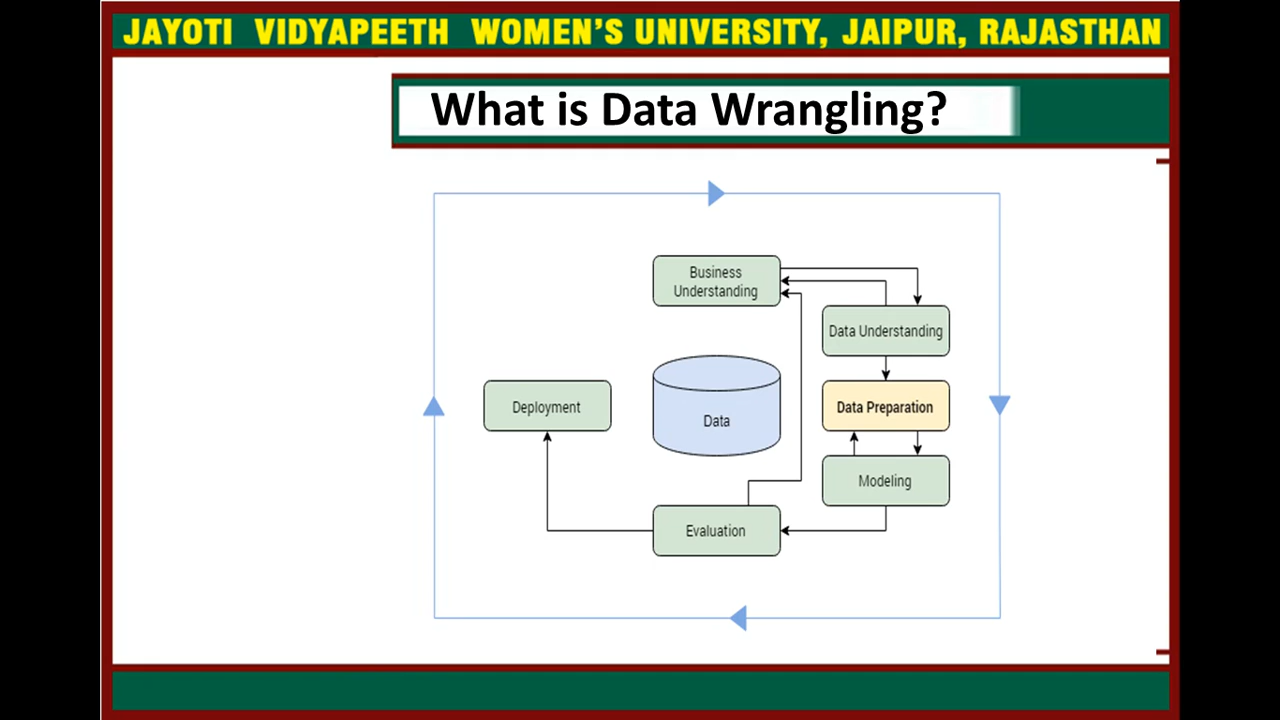 JAYOTI VIDYAPEETH WOMEN'S UNIVERSITY, JAIPUR, RAJASTHAN
What is Data Wrangling?
Business
Understanding
Data Understanding
Deployment
Data
Data Preparation
Modeling
Evaluation